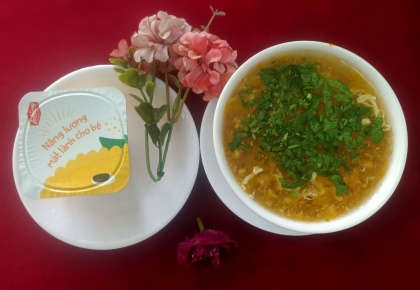 Năng lượng
mát lành cho bé